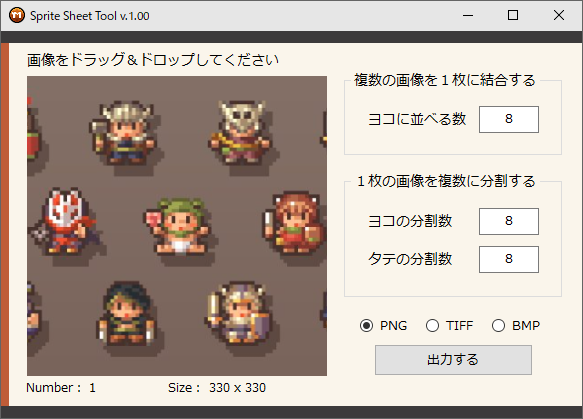 Sprite Sheet Tool v.1.00
画像をドラッグ＆ドロップしてください
複数の画像を１枚に結合する
ヨコに並べる数 8
１枚の画像を複数に分割する
ヨコの分割数 8
タテの分割数 8
PNG TIFF BMP
出力する
Number : 1 Size : 330 x 330